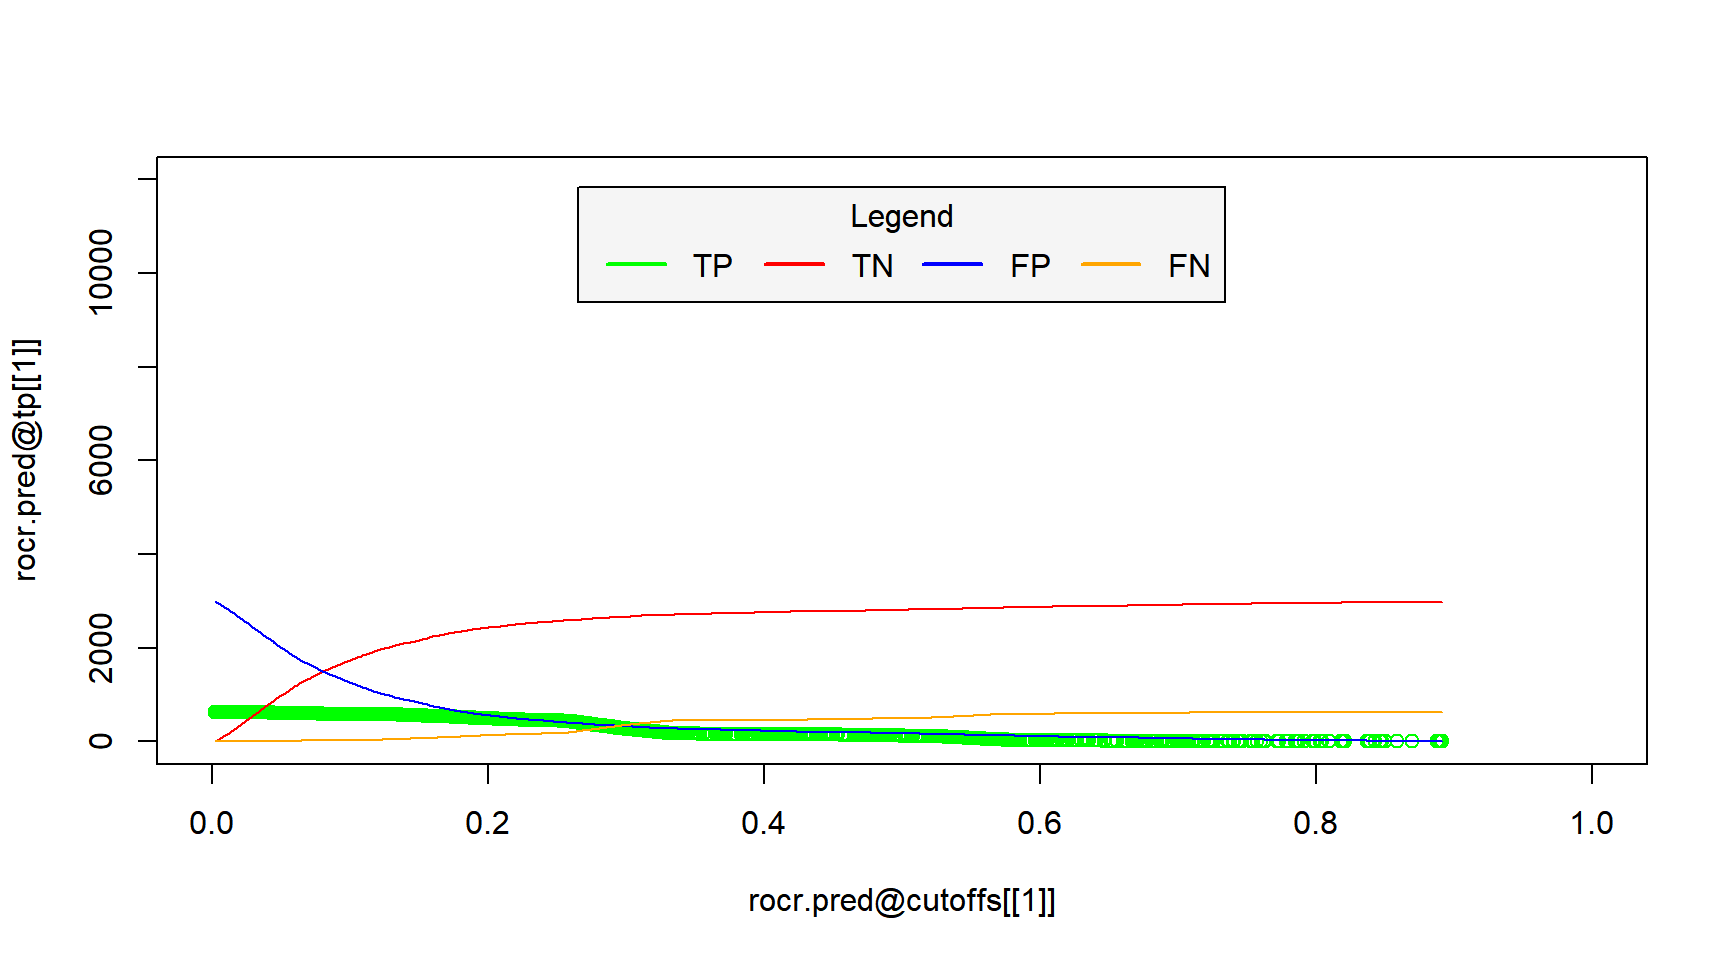 Legend
TP TN FP FN
rocr.pred@tp[[1]]
10000
6000
2000
0
0.0 0.2 0.4 0.6 0.8 1.0
rocr.pred@cutoffs[[1]]